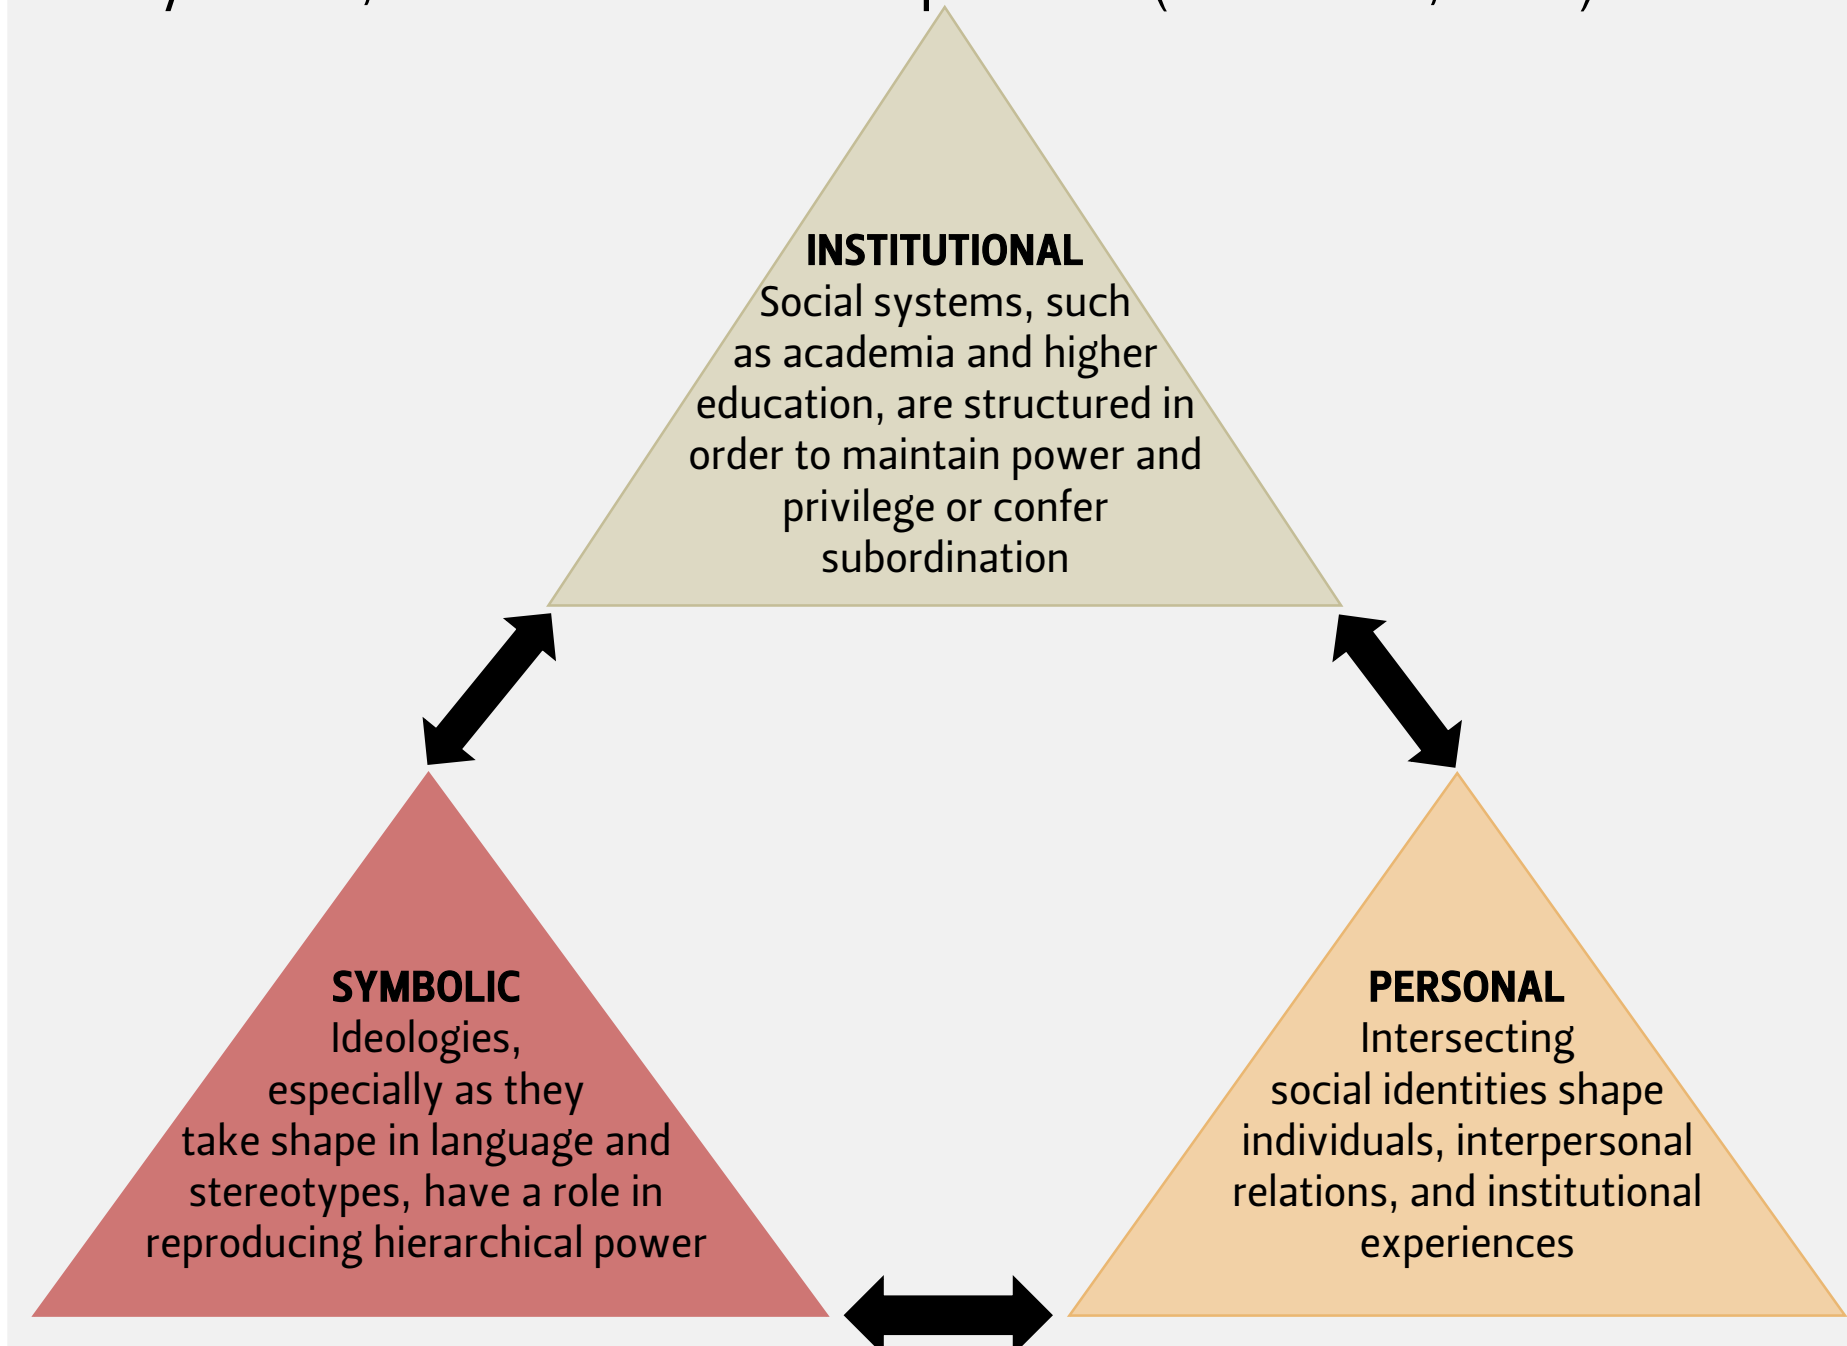 INSTITUTIONAL
Social systems, such
as academia and higher
education, are structured in
order to maintain power and
privilege or confer
subordination
SYMBOLIC
Ideologies,
especially as they
take shape in language and
stereotypes, have a role in
reproducing hierarchical power
PERSONAL
Intersecting
social identities shape
individuals, interpersonal
relations, and institutional
experiences